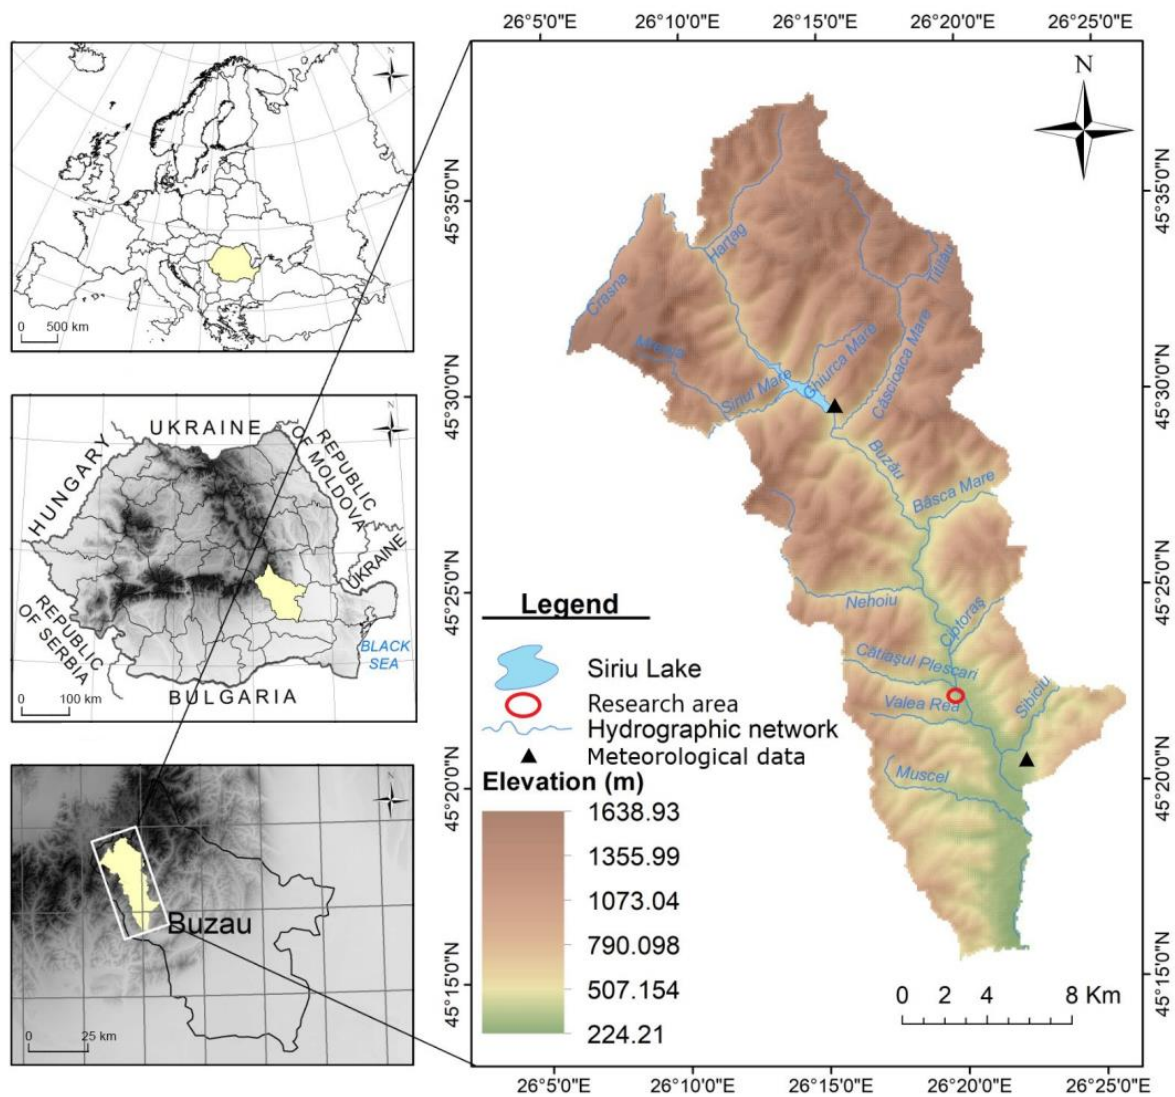 26°5'0"E 26°10'0"E 26°15'0"E 26°20'0"E 26°25'0"E
N
0 500 km
N
UKRAINE
REPUBLIC
OF MOLDOVA
HUNGARY
UKRAINE
REPUBLIC
OF SERBIA
BLACK
SEA
BULGARIA
0 100 km
N
Buzau
0 25 km
N
45°35'0"N
45°30'0"N
45°25'0"N
45°20'0"N
45°15'0"N
N
Hartag
Crasna
Titilău
Mreaja
Siriul Mare
Ghiurca Mare
Căscioaca Mare
Buzău
Bâsca Mare
Nehoiu
Ciptoraș
Cătiașul Plescari
Valea Rea
Sibiciu
Muscel
Legend
Siriu Lake
Research area
Hydrographic network
Meteorological data
Elevation (m)
1638.93
1355.99
1073.04
790.098
507.154
224.21
0 2 4 8 Km
45°35'0"N
45°30'0"N
45°25'0"N
45°20'0"N
45°15'0"N
26°5'0"E 26°10'0"E 26°15'0"E 26°20'0"E 26°25'0"E